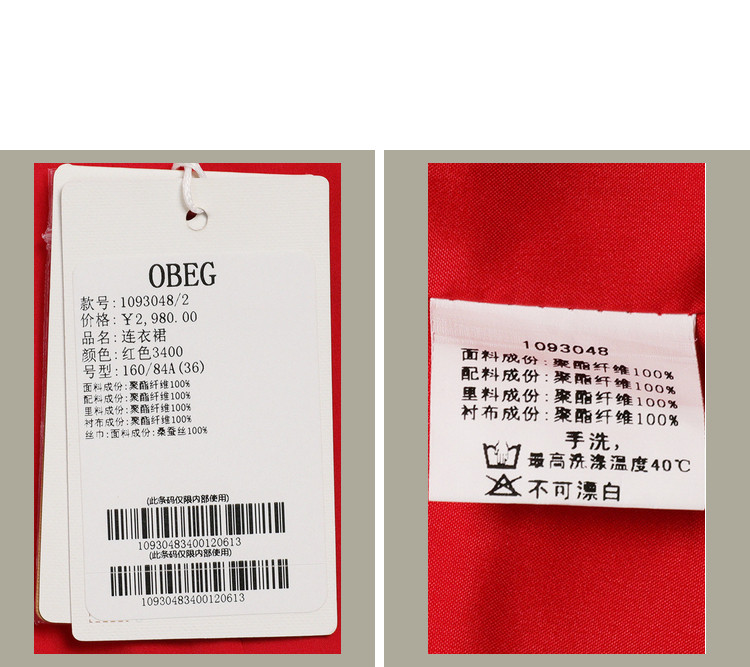 OBEG
款号:1093048/2
价格:￥2,980.00
品名:连衣裙
颜色:红色3400
号型:160/84A(36)
面料成份:聚酯纤维100%
配料成份:聚酯纤维100%
里料成份:聚酯纤维100%
衬布成份:聚酯纤维100%
丝巾:面料成份:桑蚕丝100%
(此条码仅限内部使用)
10930483400120613
(此条码仅限内部使用)
10930483400120613
1093048
面料成份:聚酯纤维100%
配料成份:聚酯纤维100%
里料成份:聚酯纤维100%
衬布成份:聚酯纤维100%
手洗,
最高洗涤温度40℃
不可漂白